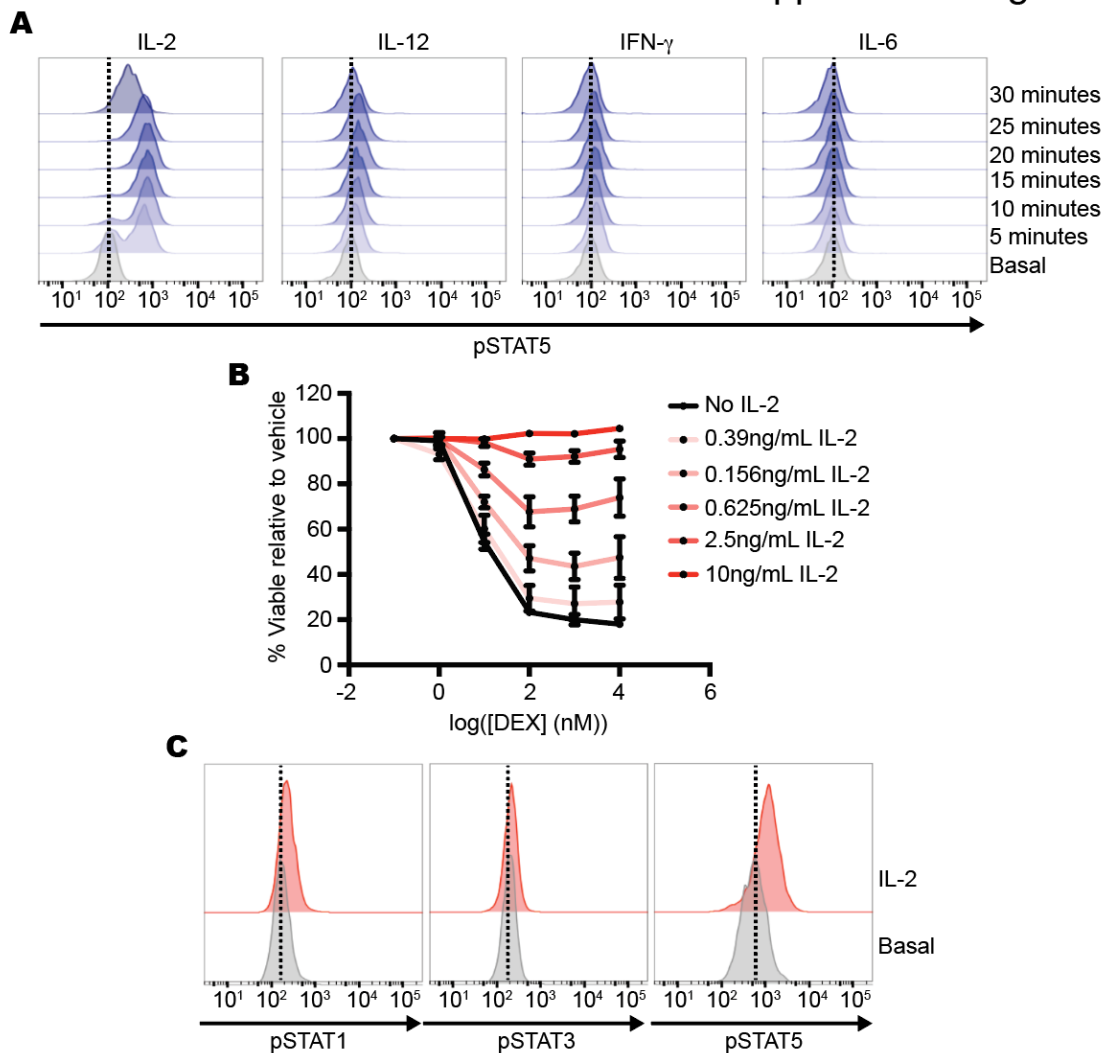 A
IL-2 IL-12 IFN-γ IL-6
30 minutes
25 minutes
20 minutes
15 minutes
10 minutes
5 minutes
Basal
10¹ 10² 10³ 10⁴ 10⁵ 10¹ 10² 10³ 10⁴ 10⁵ 10¹ 10² 10³ 10⁴ 10⁵ 10¹ 10² 10³ 10⁴ 10⁵
pSTAT5
B
% Viable relative to vehicle
120
100
80
60
40
20
0
-2 0 2 4 6
log([DEX] (nM))
No IL-2
0.39ng/mL IL-2
0.156ng/mL IL-2
0.625ng/mL IL-2
2.5ng/mL IL-2
10ng/mL IL-2
C
IL-2
Basal
10¹ 10² 10³ 10⁴ 10⁵ 10¹ 10² 10³ 10⁴ 10⁵ 10¹ 10² 10³ 10⁴ 10⁵
pSTAT1 pSTAT3 pSTAT5